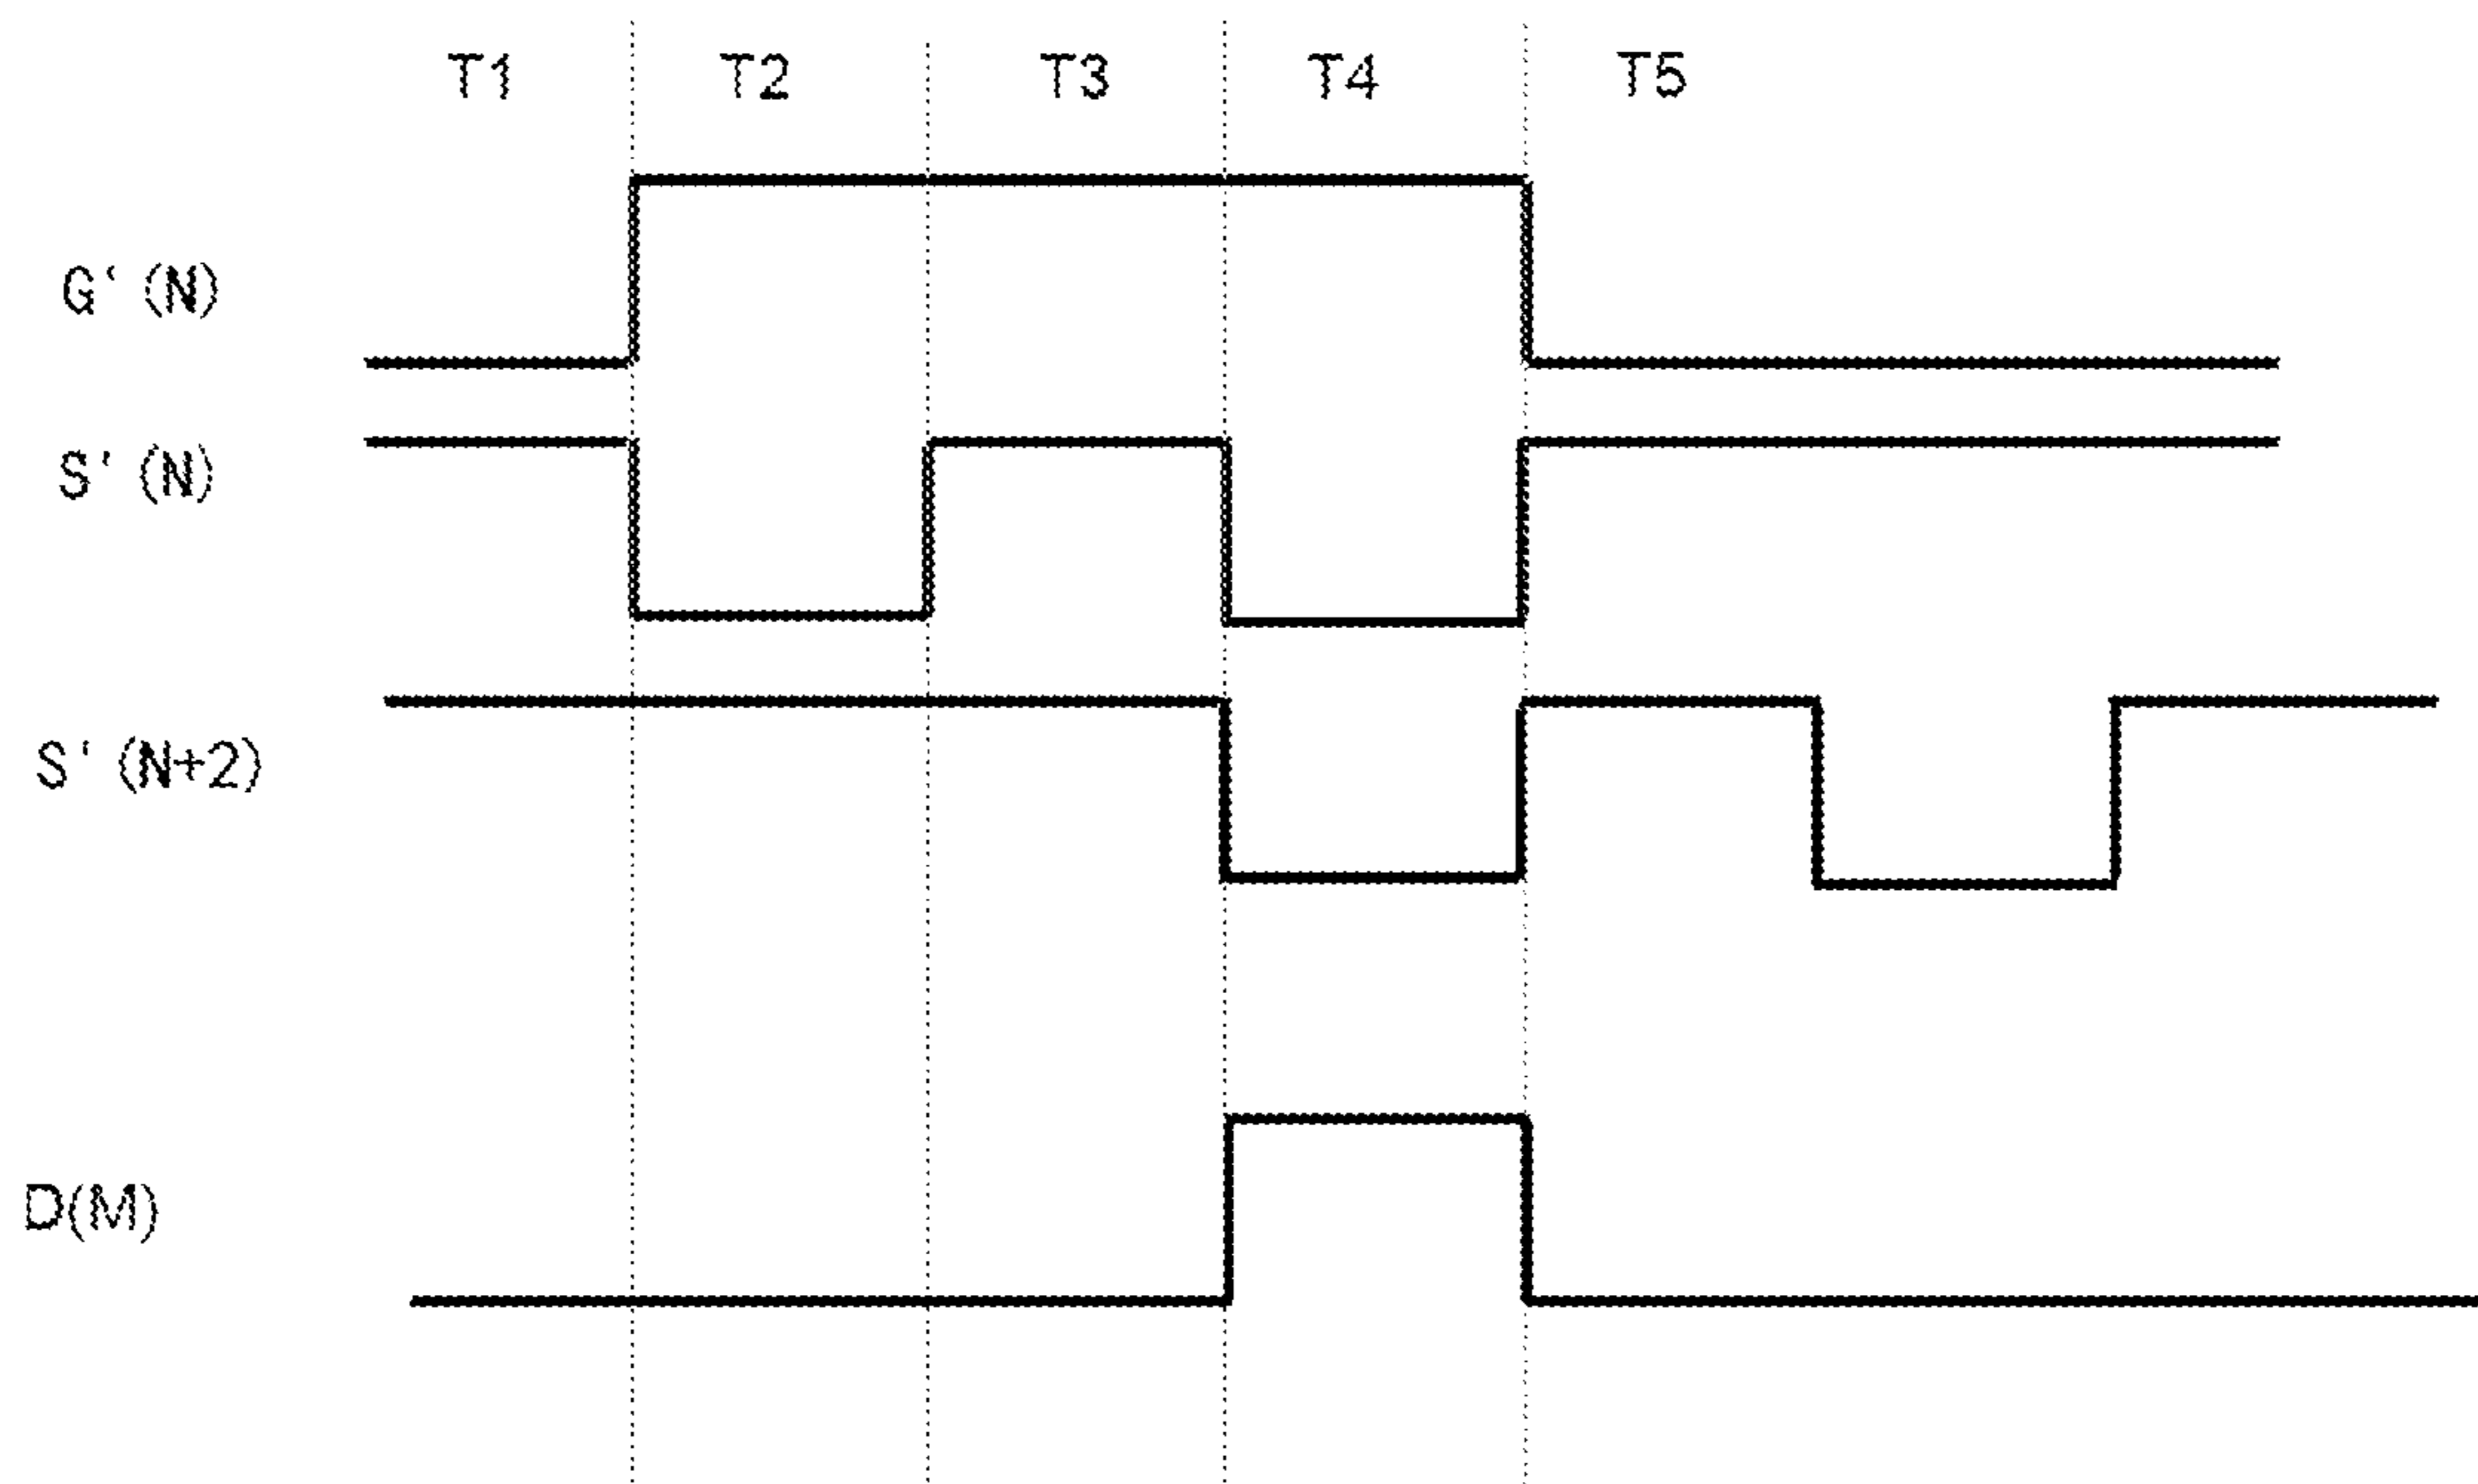 T1 T2 T3 T4 T5
G‘ (N)
S‘ (N)
S‘ (N+2)
D(M)